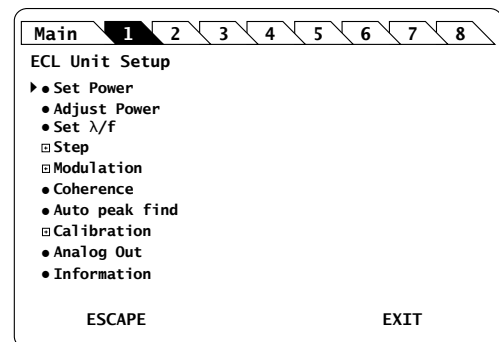 Main 1 2 3 4 5 6 7 8
ECL Unit Setup
Set Power
Adjust Power
Set λ/f
Step
Modulation
Coherence
Auto peak find
Calibration
Analog Out
Information
ESCAPE EXIT